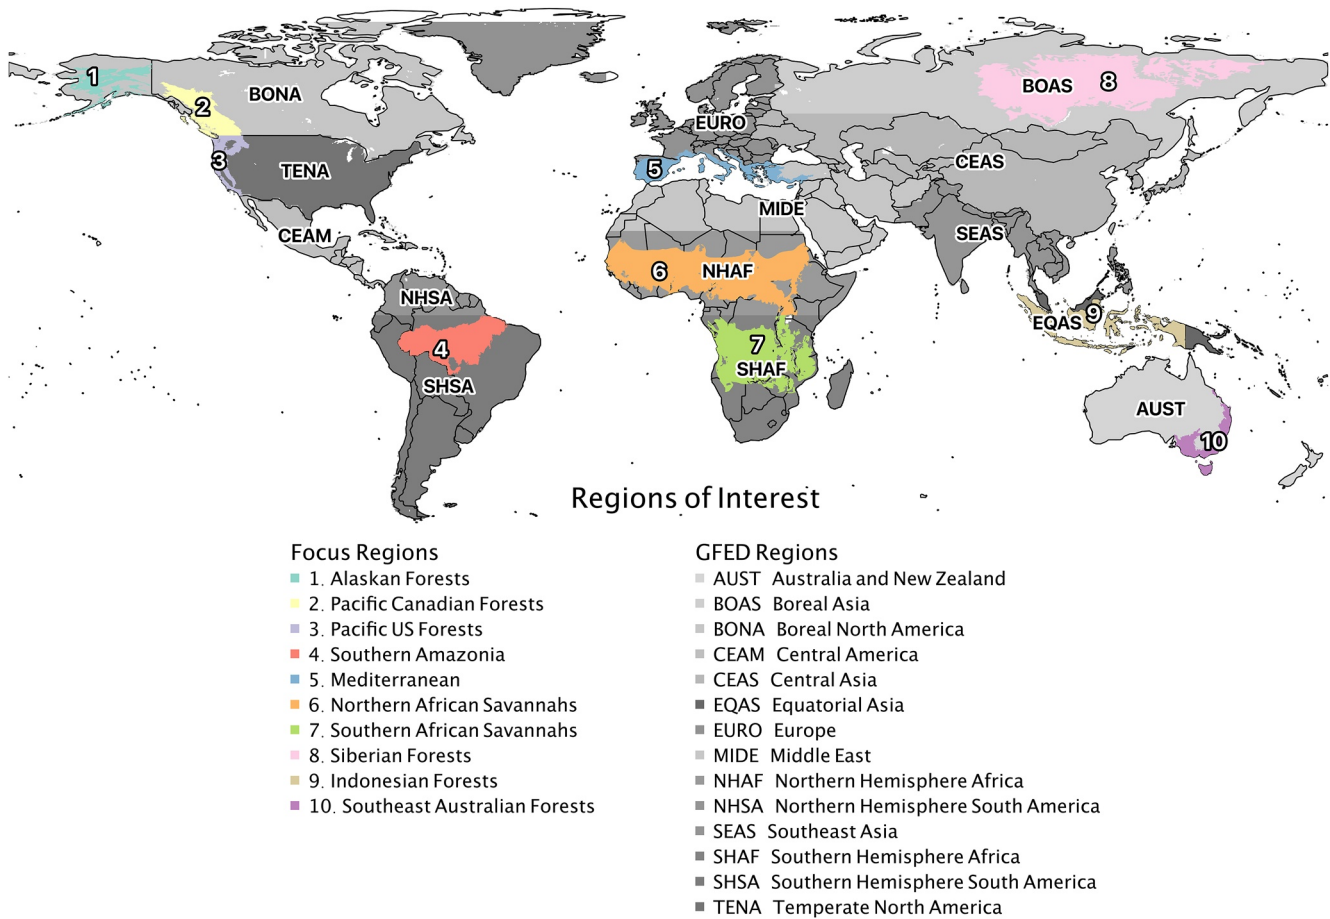 1
2
BONA
BOAS
8
EURO
3
TENA
5
CEAS
MIDE
CEAM
SEAS
6
NHAF
NHSA
EQAS
9
4
7
SHSA
SHAF
AUST
10
Regions of Interest
Focus Regions
1. Alaskan Forests
2. Pacific Canadian Forests
3. Pacific US Forests
4. Southern Amazonia
5. Mediterranean
6. Northern African Savannahs
7. Southern African Savannahs
8. Siberian Forests
9. Indonesian Forests
10. Southeast Australian Forests
GFED Regions
AUST Australia and New Zealand
BOAS Boreal Asia
BONA Boreal North America
CEAM Central America
CEAS Central Asia
EQAS Equatorial Asia
EURO Europe
MIDE Middle East
NHAF Northern Hemisphere Africa
NHSA Northern Hemisphere South America
SEAS Southeast Asia
SHAF Southern Hemisphere Africa
SHSA Southern Hemisphere South America
TENA Temperate North America